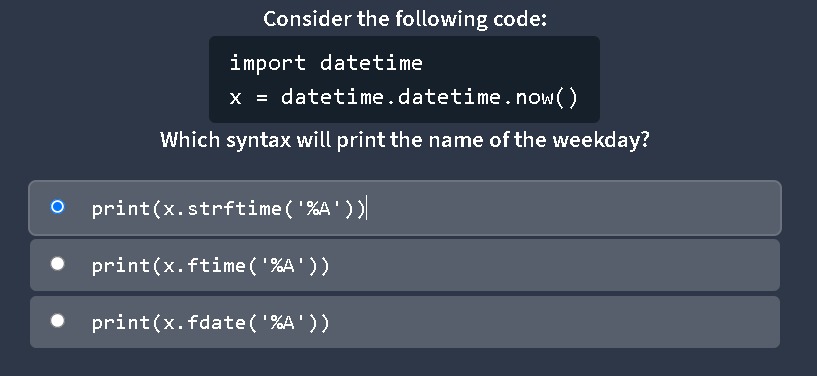 Consider the following code:
import datetime
x = datetime.datetime.now()
Which syntax will print the name of the weekday?
print(x.strftime('%A'))
print(x.ftime('%A'))
print(x.fdate('%A'))